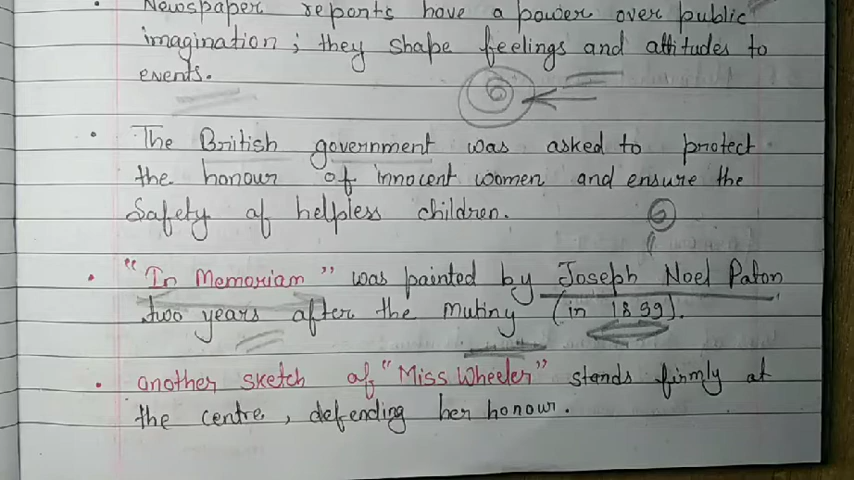 • Newspaper reports have a power over public
imagination; they shape feelings and attitudes to
events.
• The British government was asked to protect
the honour of innocent women and ensure the
Safety of helpless children.
• "In Memoriam" was painted by Joseph Noel Paton
two years after the mutiny (in 1859).
• another sketch of "Miss Wheeler" stands firmly at
the centre, defending her honour.